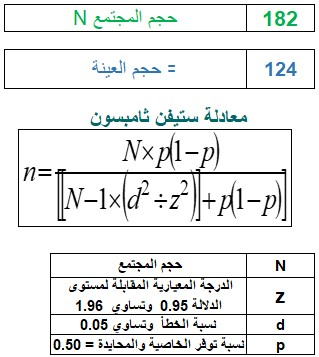 حجم المجتمع N 182
حجم العينة = 124
معادلة ستيفن ثامبسون
n= N×p(1−p) / [[N−1×(d²÷z²)]+p(1−p)]
حجم المجتمع N
الدرجة المعيارية المقابلة لمستوى
الدلالة 0.95 وتساوي 1.96 Z
نسبة الخطأ وتساوي 0.05 d
نسبة توفر الخاصية والمحايدة = 0.50 p